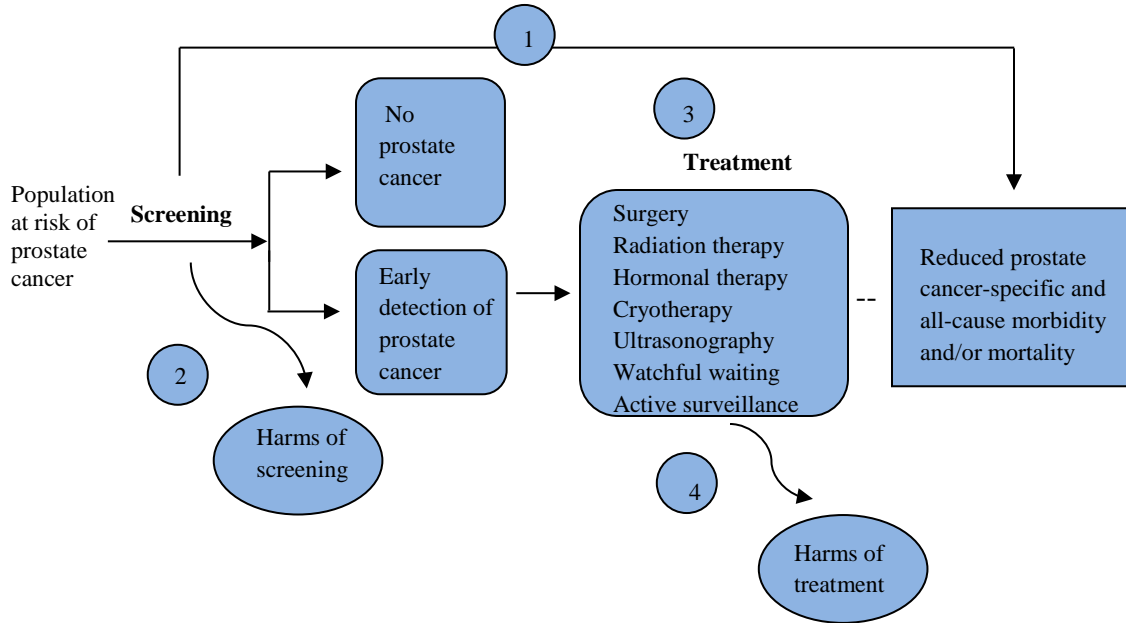 1
No
prostate
cancer
3
Treatment
Population
at risk of
prostate
cancer
Screening
Early
detection of
prostate
cancer
Surgery
Radiation therapy
Hormonal therapy
Cryotherapy
Ultrasonography
Watchful waiting
Active surveillance
--
Reduced prostate
cancer-specific and
all-cause morbidity
and/or mortality
2
Harms of
screening
4
Harms of
treatment